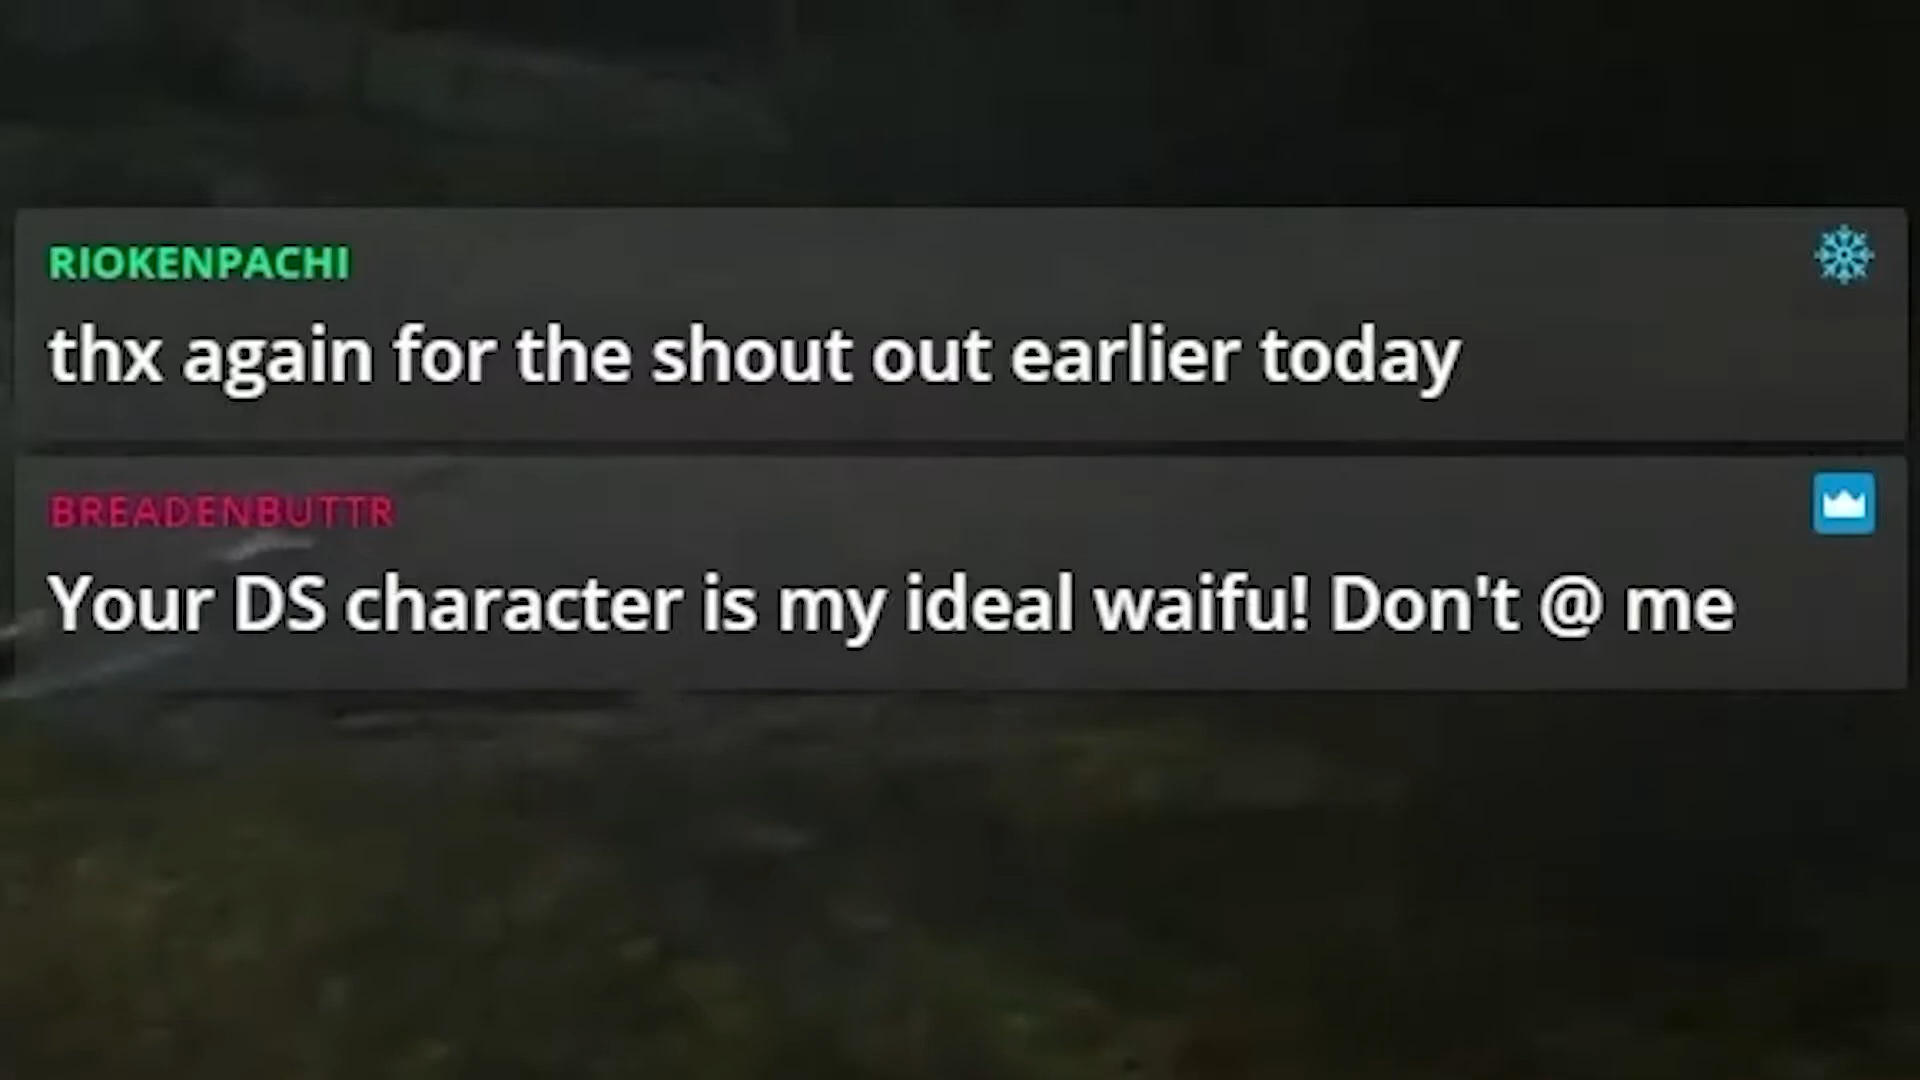 RIOKENPACHI
thx again for the shout out earlier today
BREADENBUTTR
Your DS character is my ideal waifu! Don't @ me